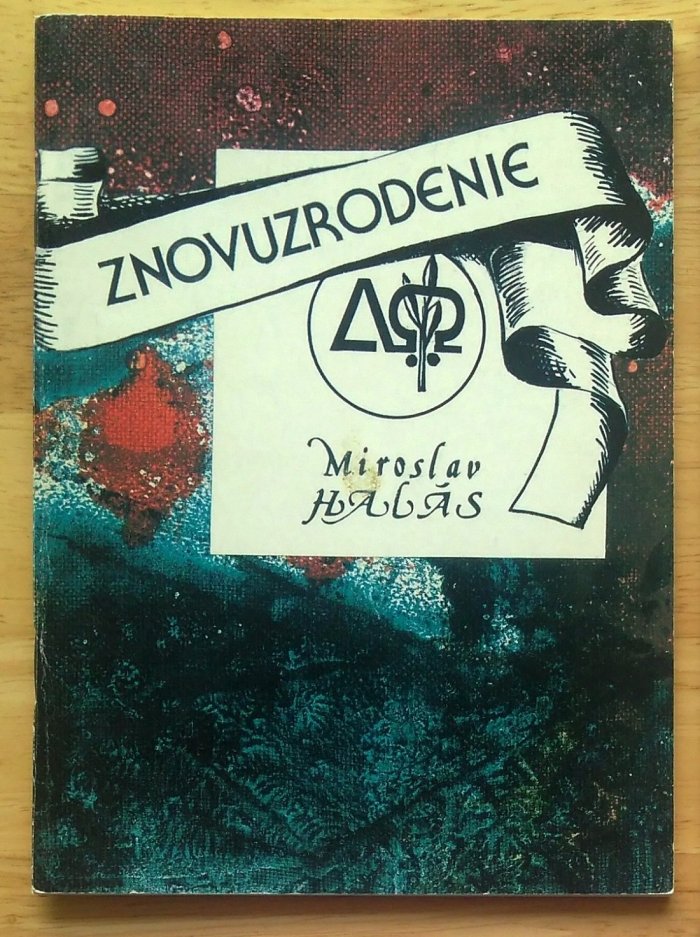 ZNOVUZRODENIE
ΔΩ
Miroslav
HALÁS